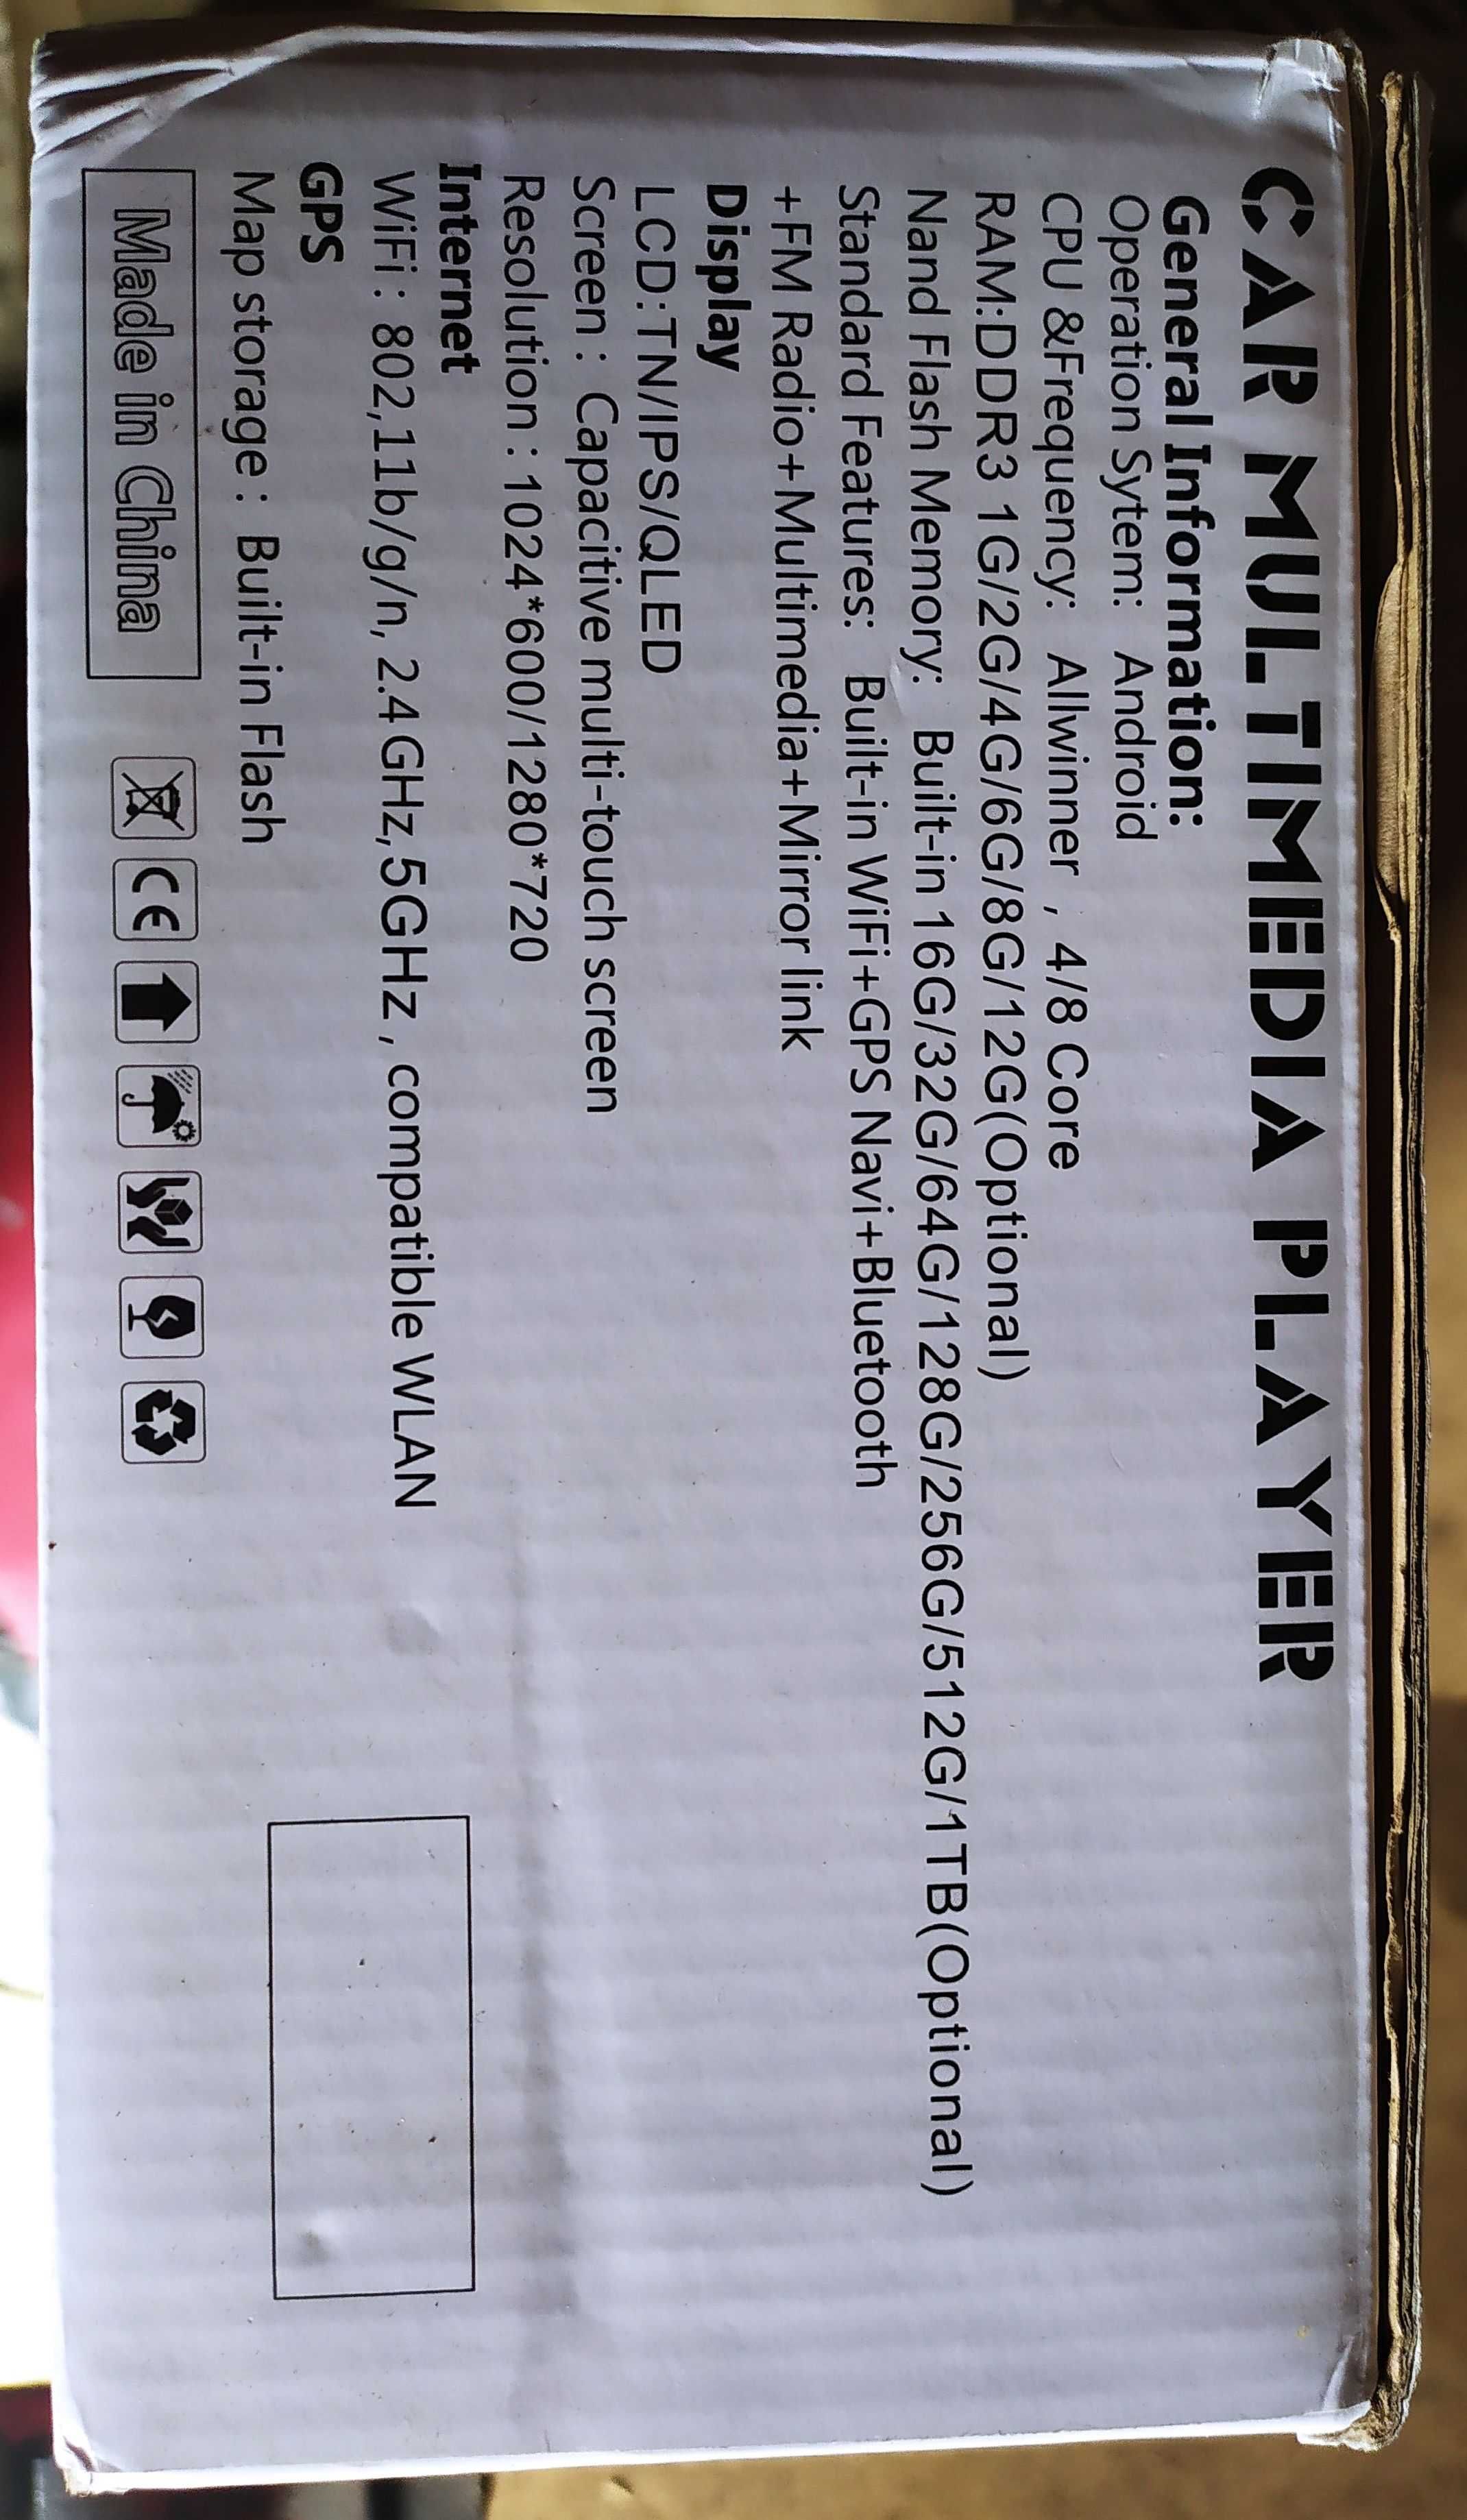 CAR MULTIMEDIA PLAYER
General Information:
Operation Sytem: Android
CPU &Frequency: Allwinner , 4/8 Core
RAM:DDR3 1G/2G/4G/6G/8G/12G(Optional)
Nand Flash Memory: Built-in 16G/32G/64G/128G/256G/512G/1TB(Optional)
Standard Features: Built-in WiFi+GPS Navi+Bluetooth
+FM Radio+Multimedia+Mirror link
Display
LCD:TN/IPS/QLED
Screen : Capacitive multi-touch screen
Resolution : 1024*600/1280*720
Internet
WiFi : 802,11b/g/n, 2.4 GHz,5GHz , compatible WLAN
GPS
Map storage : Built-in Flash
Made in China CE